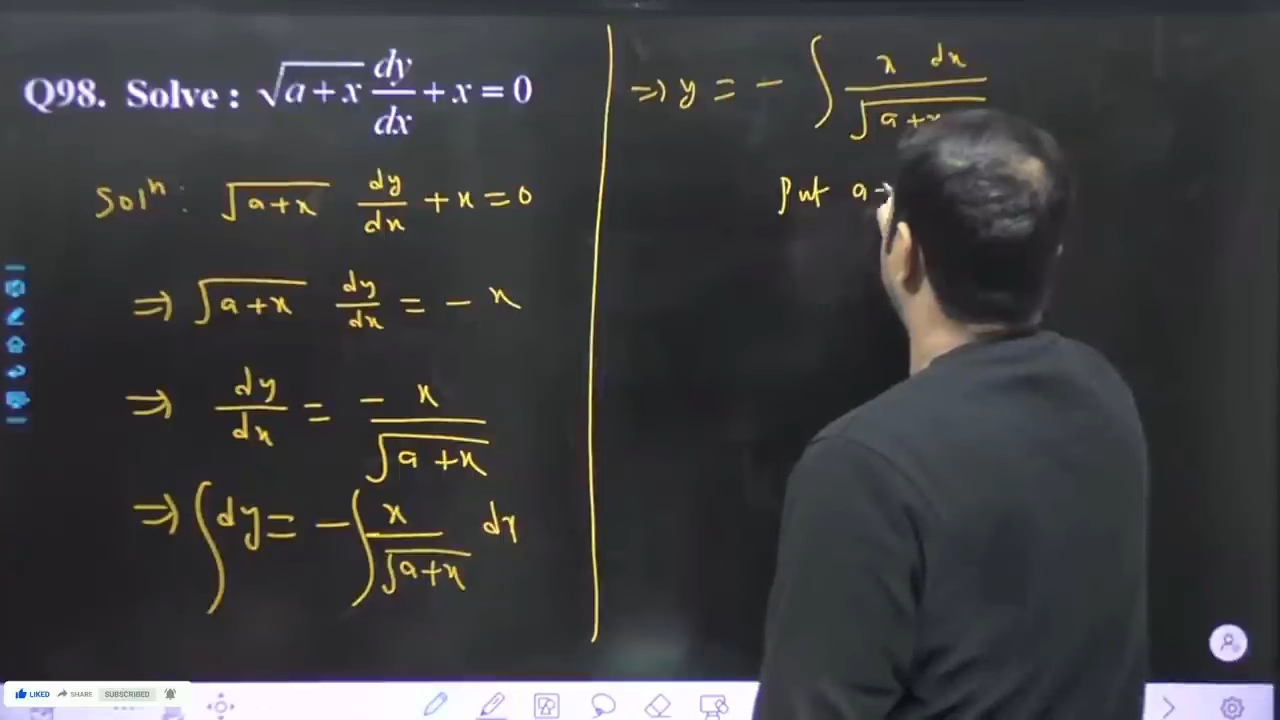 Q98. Solve : √(a+x) dy/dx + x = 0
Solⁿ: √(a+x) dy/dx + x = 0
⇒ √(a+x) dy/dx = - x
⇒ dy/dx = - x/√(a+x)
⇒ ∫dy = -∫ x/√(a+x) dx
⇒ y = - ∫ x dx/√(a+x
Put a+
LIKED SHARE SUBSCRIBED